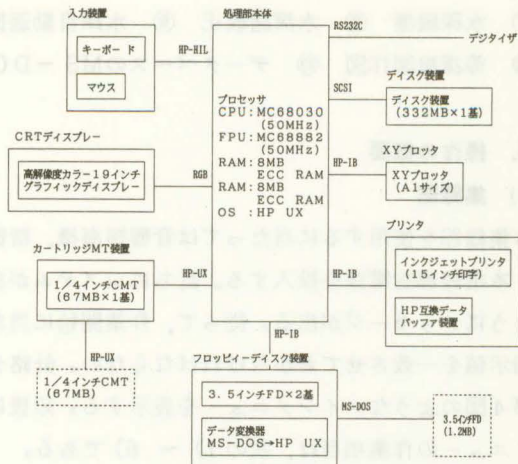 入力装置
キーボード
マウス
HP-HIL
処理部本体
プロセッサ
CPU:MC68030
(50MHz)
FPU:MC68882
(50MHz)
RAM:8MB
ECC RAM
RAM:8MB
ECC RAM
OS :HP UX
RS232C
デジタイザ
SCSI
ディスク装置
ディスク装置
(332MB×1基)
CRTディスプレー
高解像度カラー19インチ
グラフィックディスプレー
RGB
HP-IB
XYプロッタ
XYプロッタ
(A1サイズ)
カートリッジMT装置
1/4インチCMT
(67MB×1基)
HP-UX
HP-IB
プリンタ
インクジェットプリンタ
(15インチ印字)
HP互換データ
バッファ装置
HP-UX
1/4インチCMT
(67MB)
HP-IB
フロッピィーディスク装置
3.5インチFD×2基
データ変換器
MS-DOS→HP UX
MS-DOS
3.5インチFD
(1.2MB)